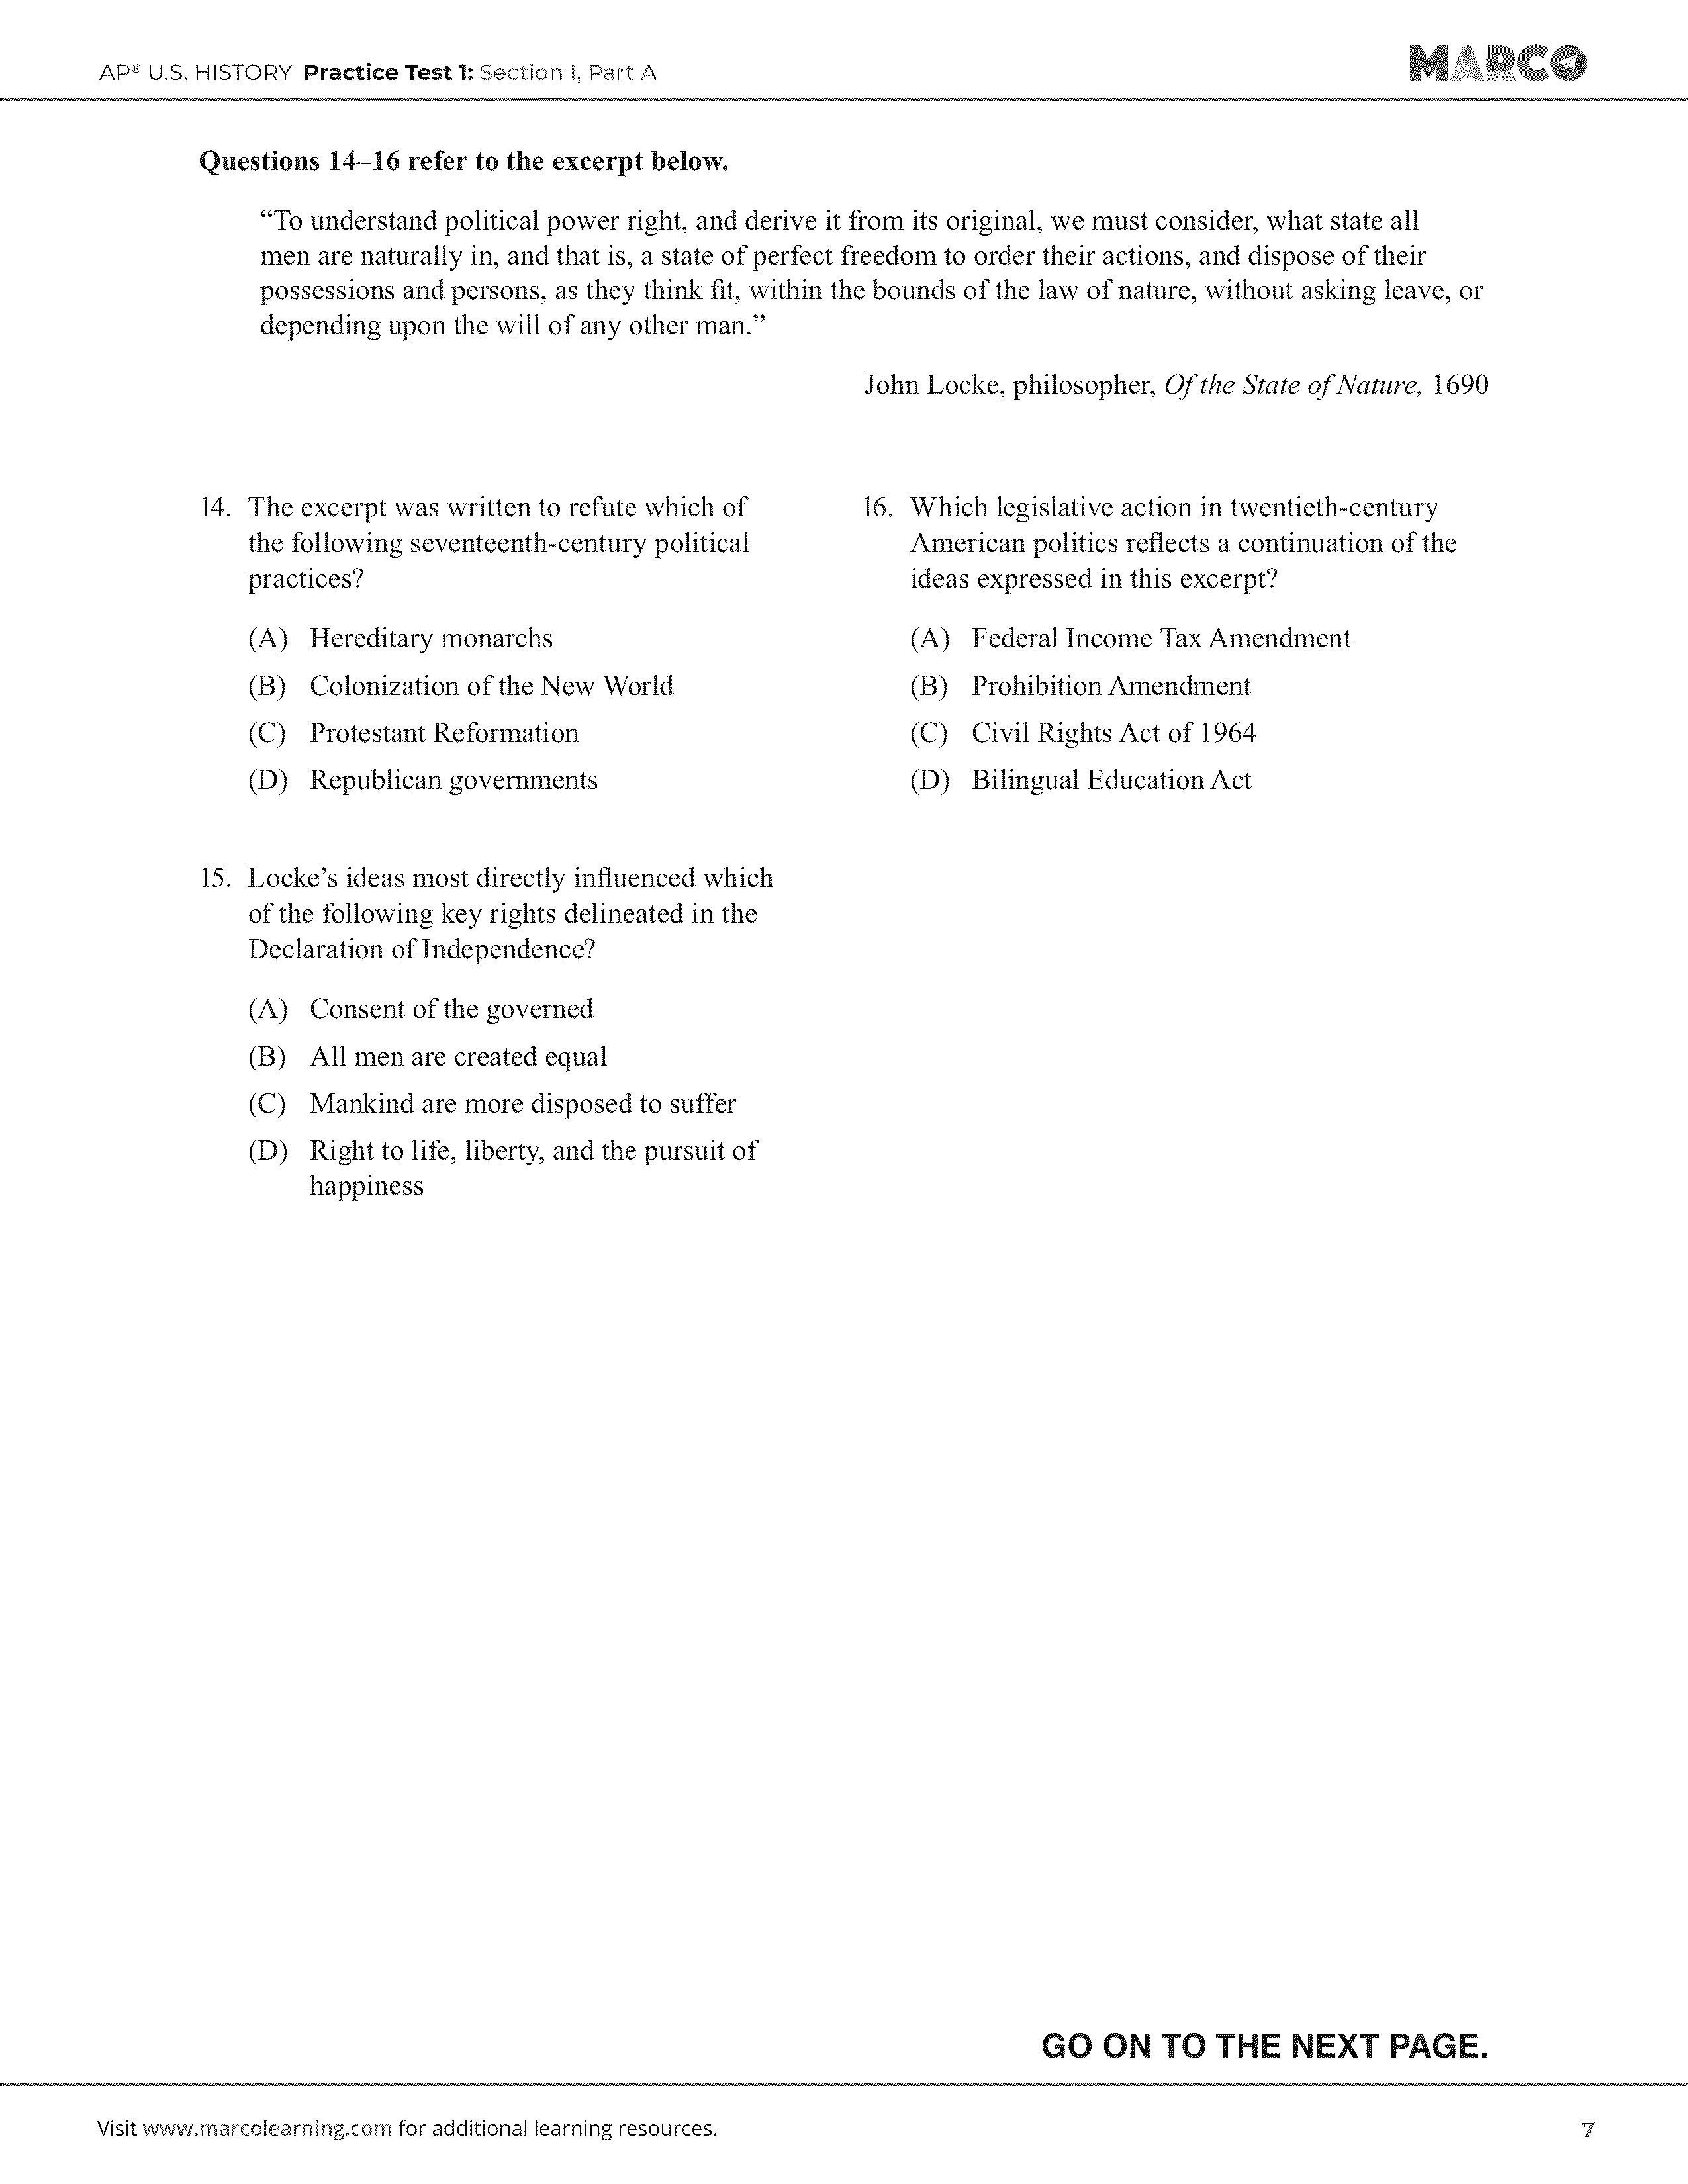 AP® U.S. HISTORY Practice Test 1: Section I, Part A
MARCO
Questions 14–16 refer to the excerpt below.
“To understand political power right, and derive it from its original, we must consider, what state all
men are naturally in, and that is, a state of perfect freedom to order their actions, and dispose of their
possessions and persons, as they think fit, within the bounds of the law of nature, without asking leave, or
depending upon the will of any other man.”
John Locke, philosopher, Of the State of Nature, 1690
14. The excerpt was written to refute which of
the following seventeenth-century political
practices?
(A) Hereditary monarchs
(B) Colonization of the New World
(C) Protestant Reformation
(D) Republican governments
15. Locke’s ideas most directly influenced which
of the following key rights delineated in the
Declaration of Independence?
(A) Consent of the governed
(B) All men are created equal
(C) Mankind are more disposed to suffer
(D) Right to life, liberty, and the pursuit of
happiness
16. Which legislative action in twentieth-century
American politics reflects a continuation of the
ideas expressed in this excerpt?
(A) Federal Income Tax Amendment
(B) Prohibition Amendment
(C) Civil Rights Act of 1964
(D) Bilingual Education Act
GO ON TO THE NEXT PAGE.
Visit www.marcolearning.com for additional learning resources.
7